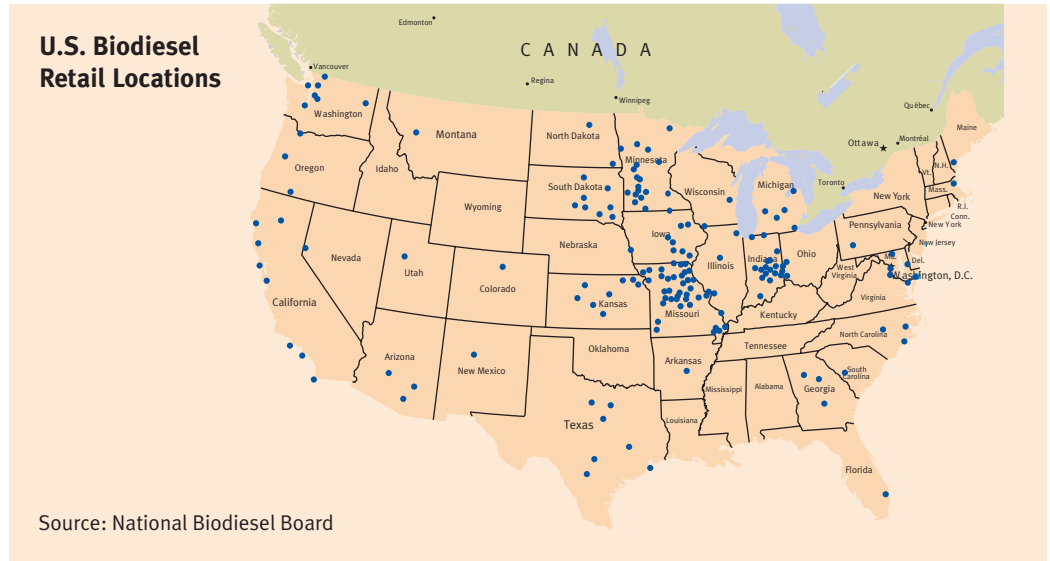 U.S. Biodiesel
Retail Locations
Edmonton
CANADA
Vancouver
Regina
Winnipeg
Québec
Washington
Montana
North Dakota
Minnesota
Ottawa
Montréal
Maine
Oregon
Idaho
South Dakota
Wisconsin
Michigan
Toronto
Vt.
N.H.
Mass.
New York
R.I.
Conn.
Wyoming
Iowa
Pennsylvania
New York
New Jersey
Nevada
Utah
Nebraska
Illinois
Indiana
Ohio
Md.
Del.
West
Virginia
Washington, D.C.
California
Colorado
Kansas
Missouri
Kentucky
Virginia
Arizona
New Mexico
Oklahoma
Arkansas
Tennessee
North Carolina
South
Carolina
Mississippi
Alabama
Georgia
Texas
Louisiana
Florida
Source: National Biodiesel Board